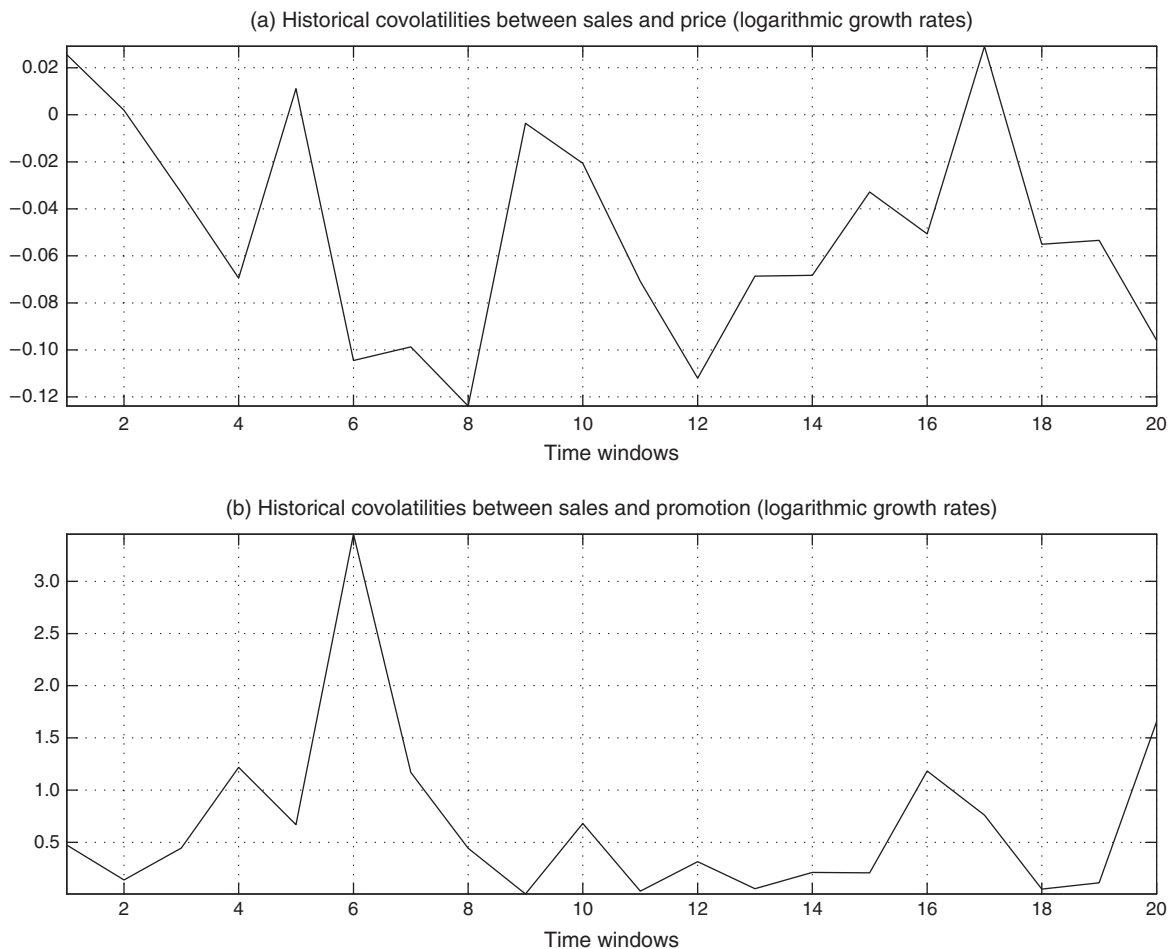 (a) Historical covolatilities between sales and price (logarithmic growth rates)
0.02
0
−0.02
−0.04
−0.06
−0.08
−0.10
−0.12
2 4 6 8 10 12 14 16 18 20
Time windows
(b) Historical covolatilities between sales and promotion (logarithmic growth rates)
3.0
2.5
2.0
1.5
1.0
0.5
2 4 6 8 10 12 14 16 18 20
Time windows